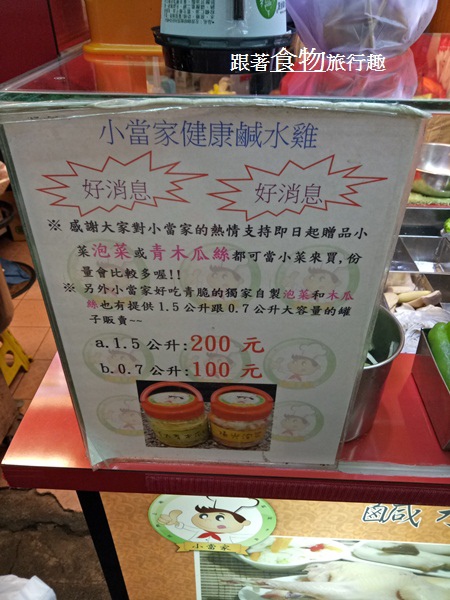 跟著食物旅行趣
小當家健康鹹水雞
好消息
好消息
※ 感謝大家對小當家的熱情支持即日起贈品小
菜泡菜或青木瓜絲都可當小菜來買,份
量會比較多喔!!
※ 另外小當家好吃青脆的獨家自製泡菜和木瓜
絲也有提供1.5公升跟0.7公升大容量的罐
子販賣~~
a.1.5 公升:200 元
b.0.7 公升:100 元
小當家
鹹水